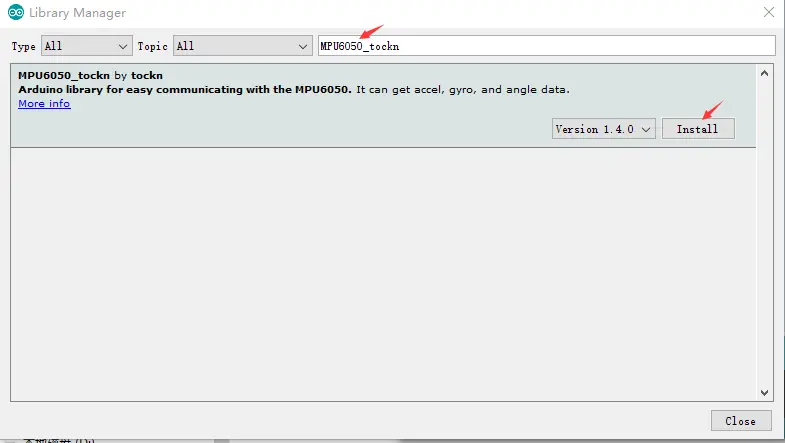 Library Manager
Type All Topic All MPU6050_tockn
MPU6050_tockn by tockn
Arduino library for easy communicating with the MPU6050. It can get accel, gyro, and angle data.
More info
Version 1.4.0 Install
Close